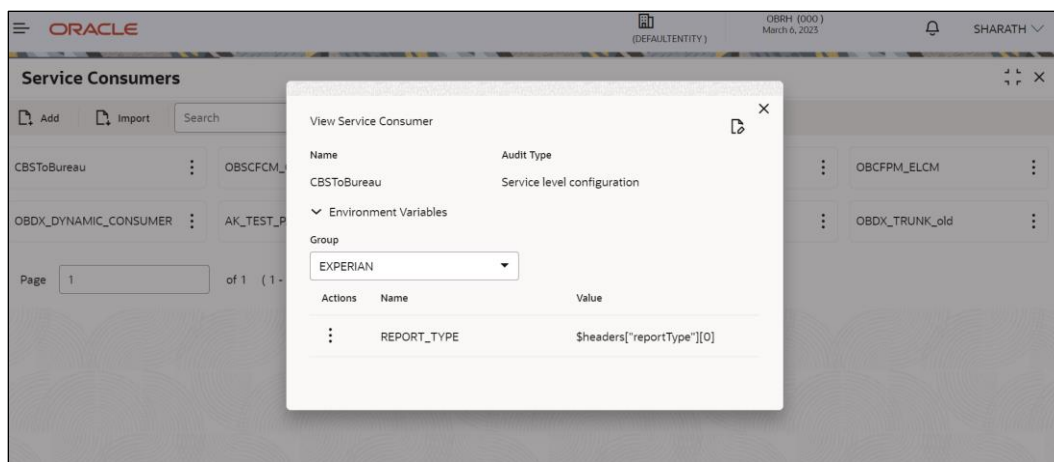 ORACLE
(DEFAULTENTITY )
OBRH (000 )
March 6, 2023
SHARATH
Service Consumers
Add Import Search
View Service Consumer
Name Audit Type
CBSToBureau Service level configuration
CBSToBureau OBCFPM_ELCM
Environment Variables
OBDX_DYNAMIC_CONSUMER OBDX_TRUNK_old
Group
EXPERIAN
Page 1 of 1 ( 1 -
Actions Name Value
REPORT_TYPE $headers["reportType"][0]